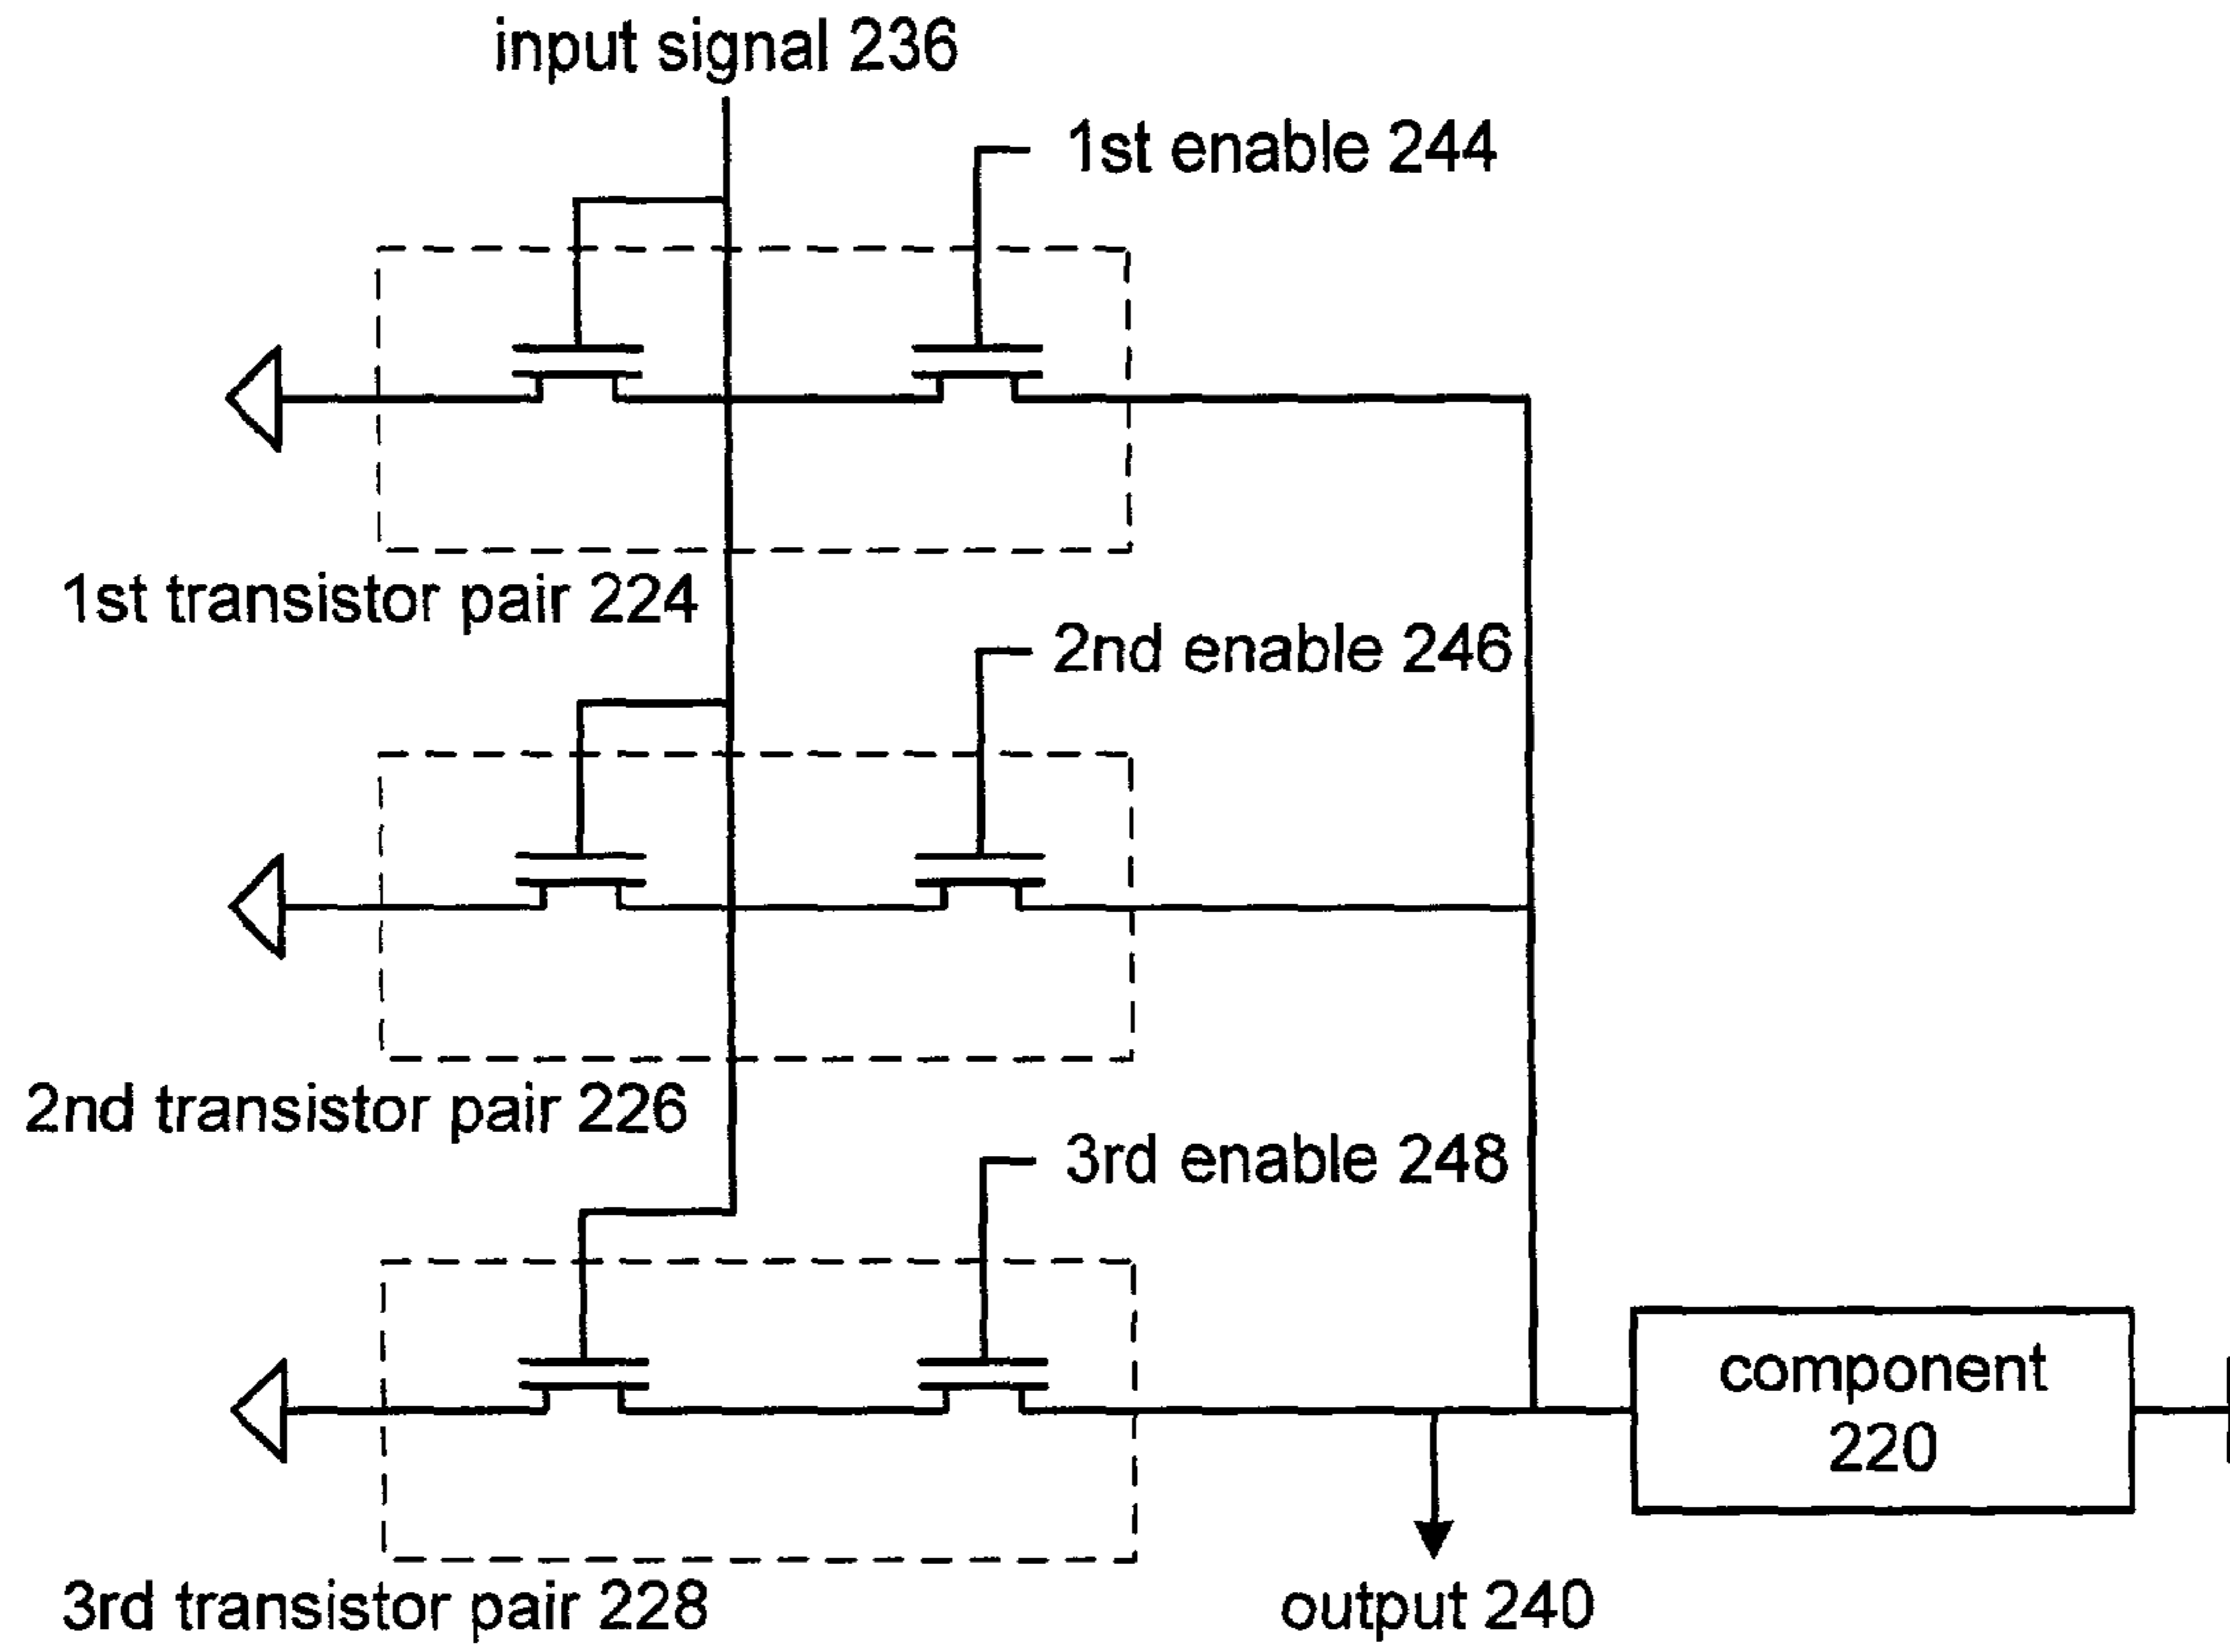 input signal 236
1st enable 244
1st transistor pair 224
2nd enable 246
2nd transistor pair 226
3rd enable 248
component
220
3rd transistor pair 228
output 240